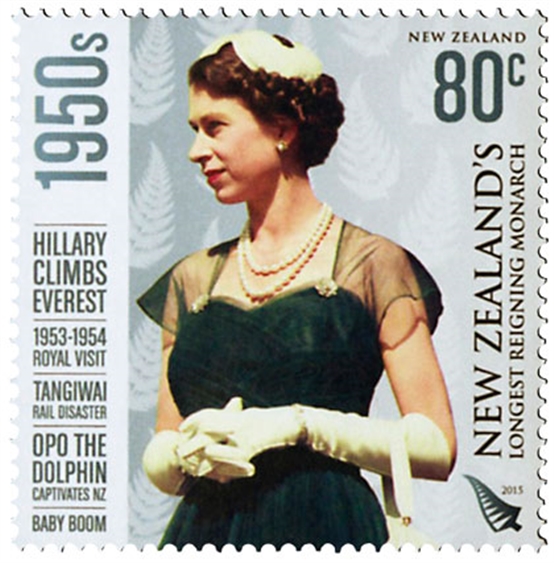 1950s
HILLARY
CLIMBS
EVEREST
1953-1954
ROYAL VISIT
TANGIWAI
RAIL DISASTER
OPO THE
DOLPHIN
CAPTIVATES NZ
BABY BOOM
NEW ZEALAND
80c
NEW ZEALAND'S
LONGEST REIGNING MONARCH
2015